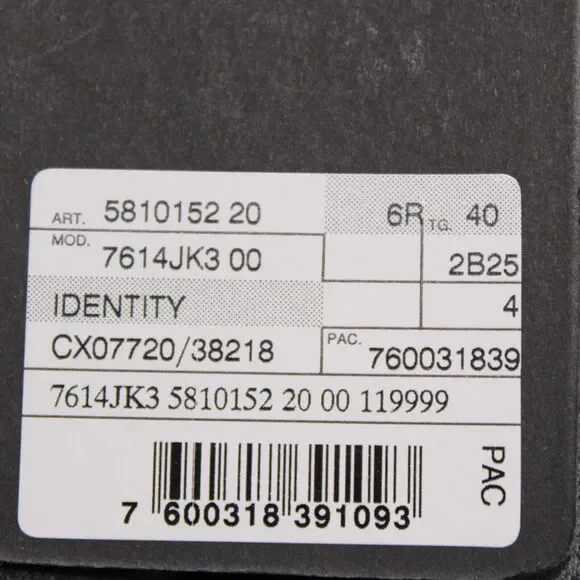 ART. 5810152 20 6R TG. 40
MOD. 7614JK3 00 2B25
IDENTITY 4
CX07720/38218 PAC. 760031839
7614JK3 5810152 20 00 119999
PAC
7 600318 391093